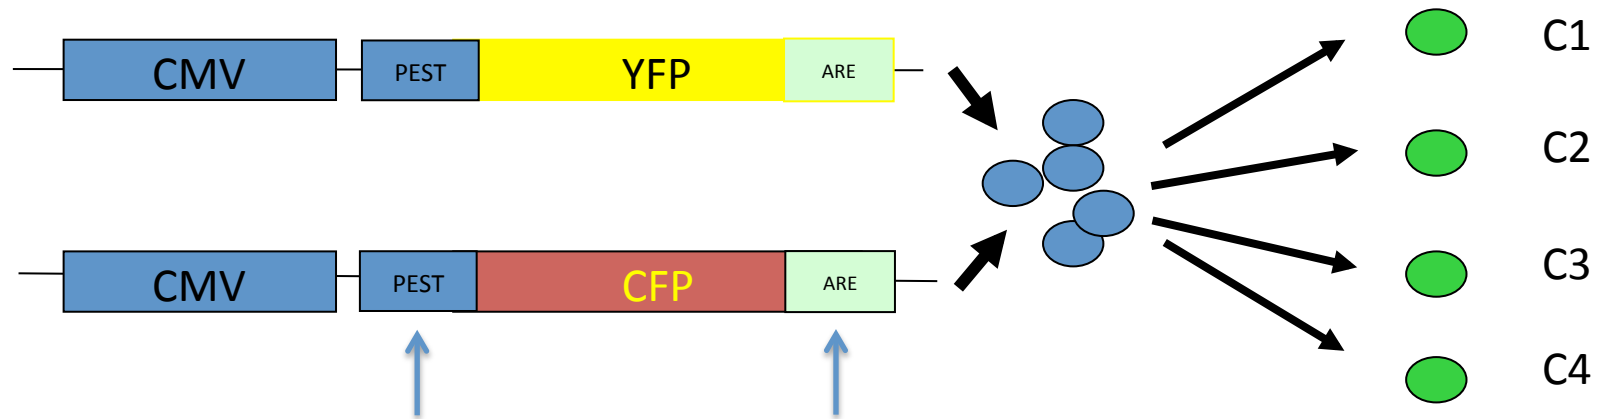 CMV PEST YFP ARE
CMV PEST CFP ARE
C1
C2
C3
C4